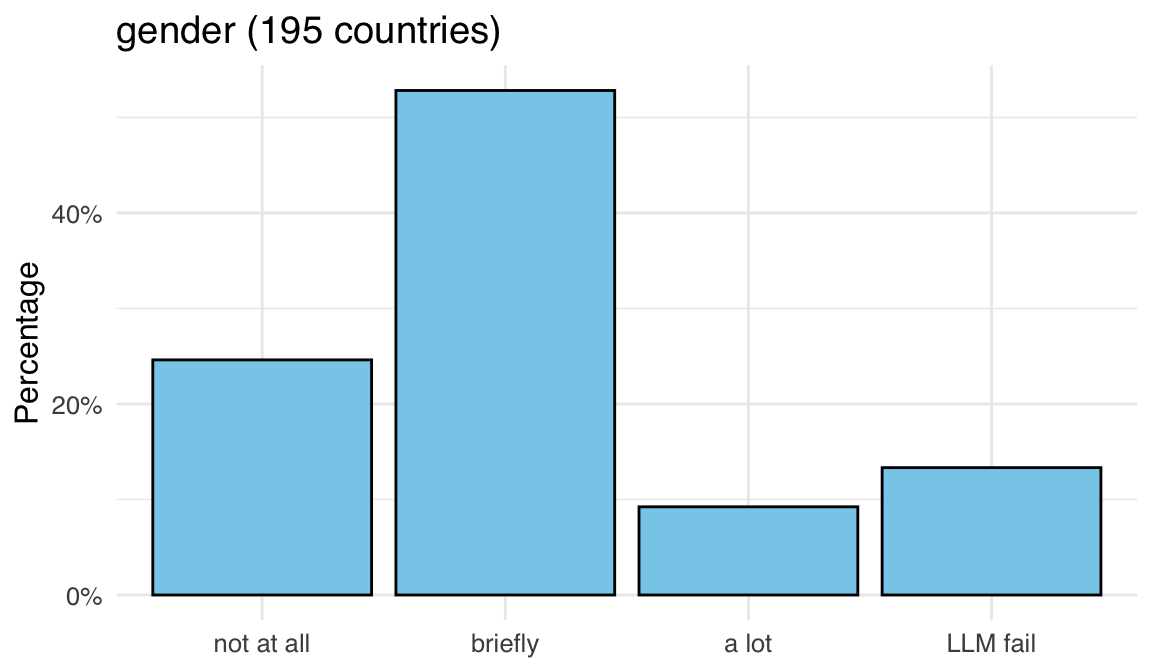 gender (195 countries)
Percentage
40%
20%
0%
not at all
briefly
a lot
LLM fail